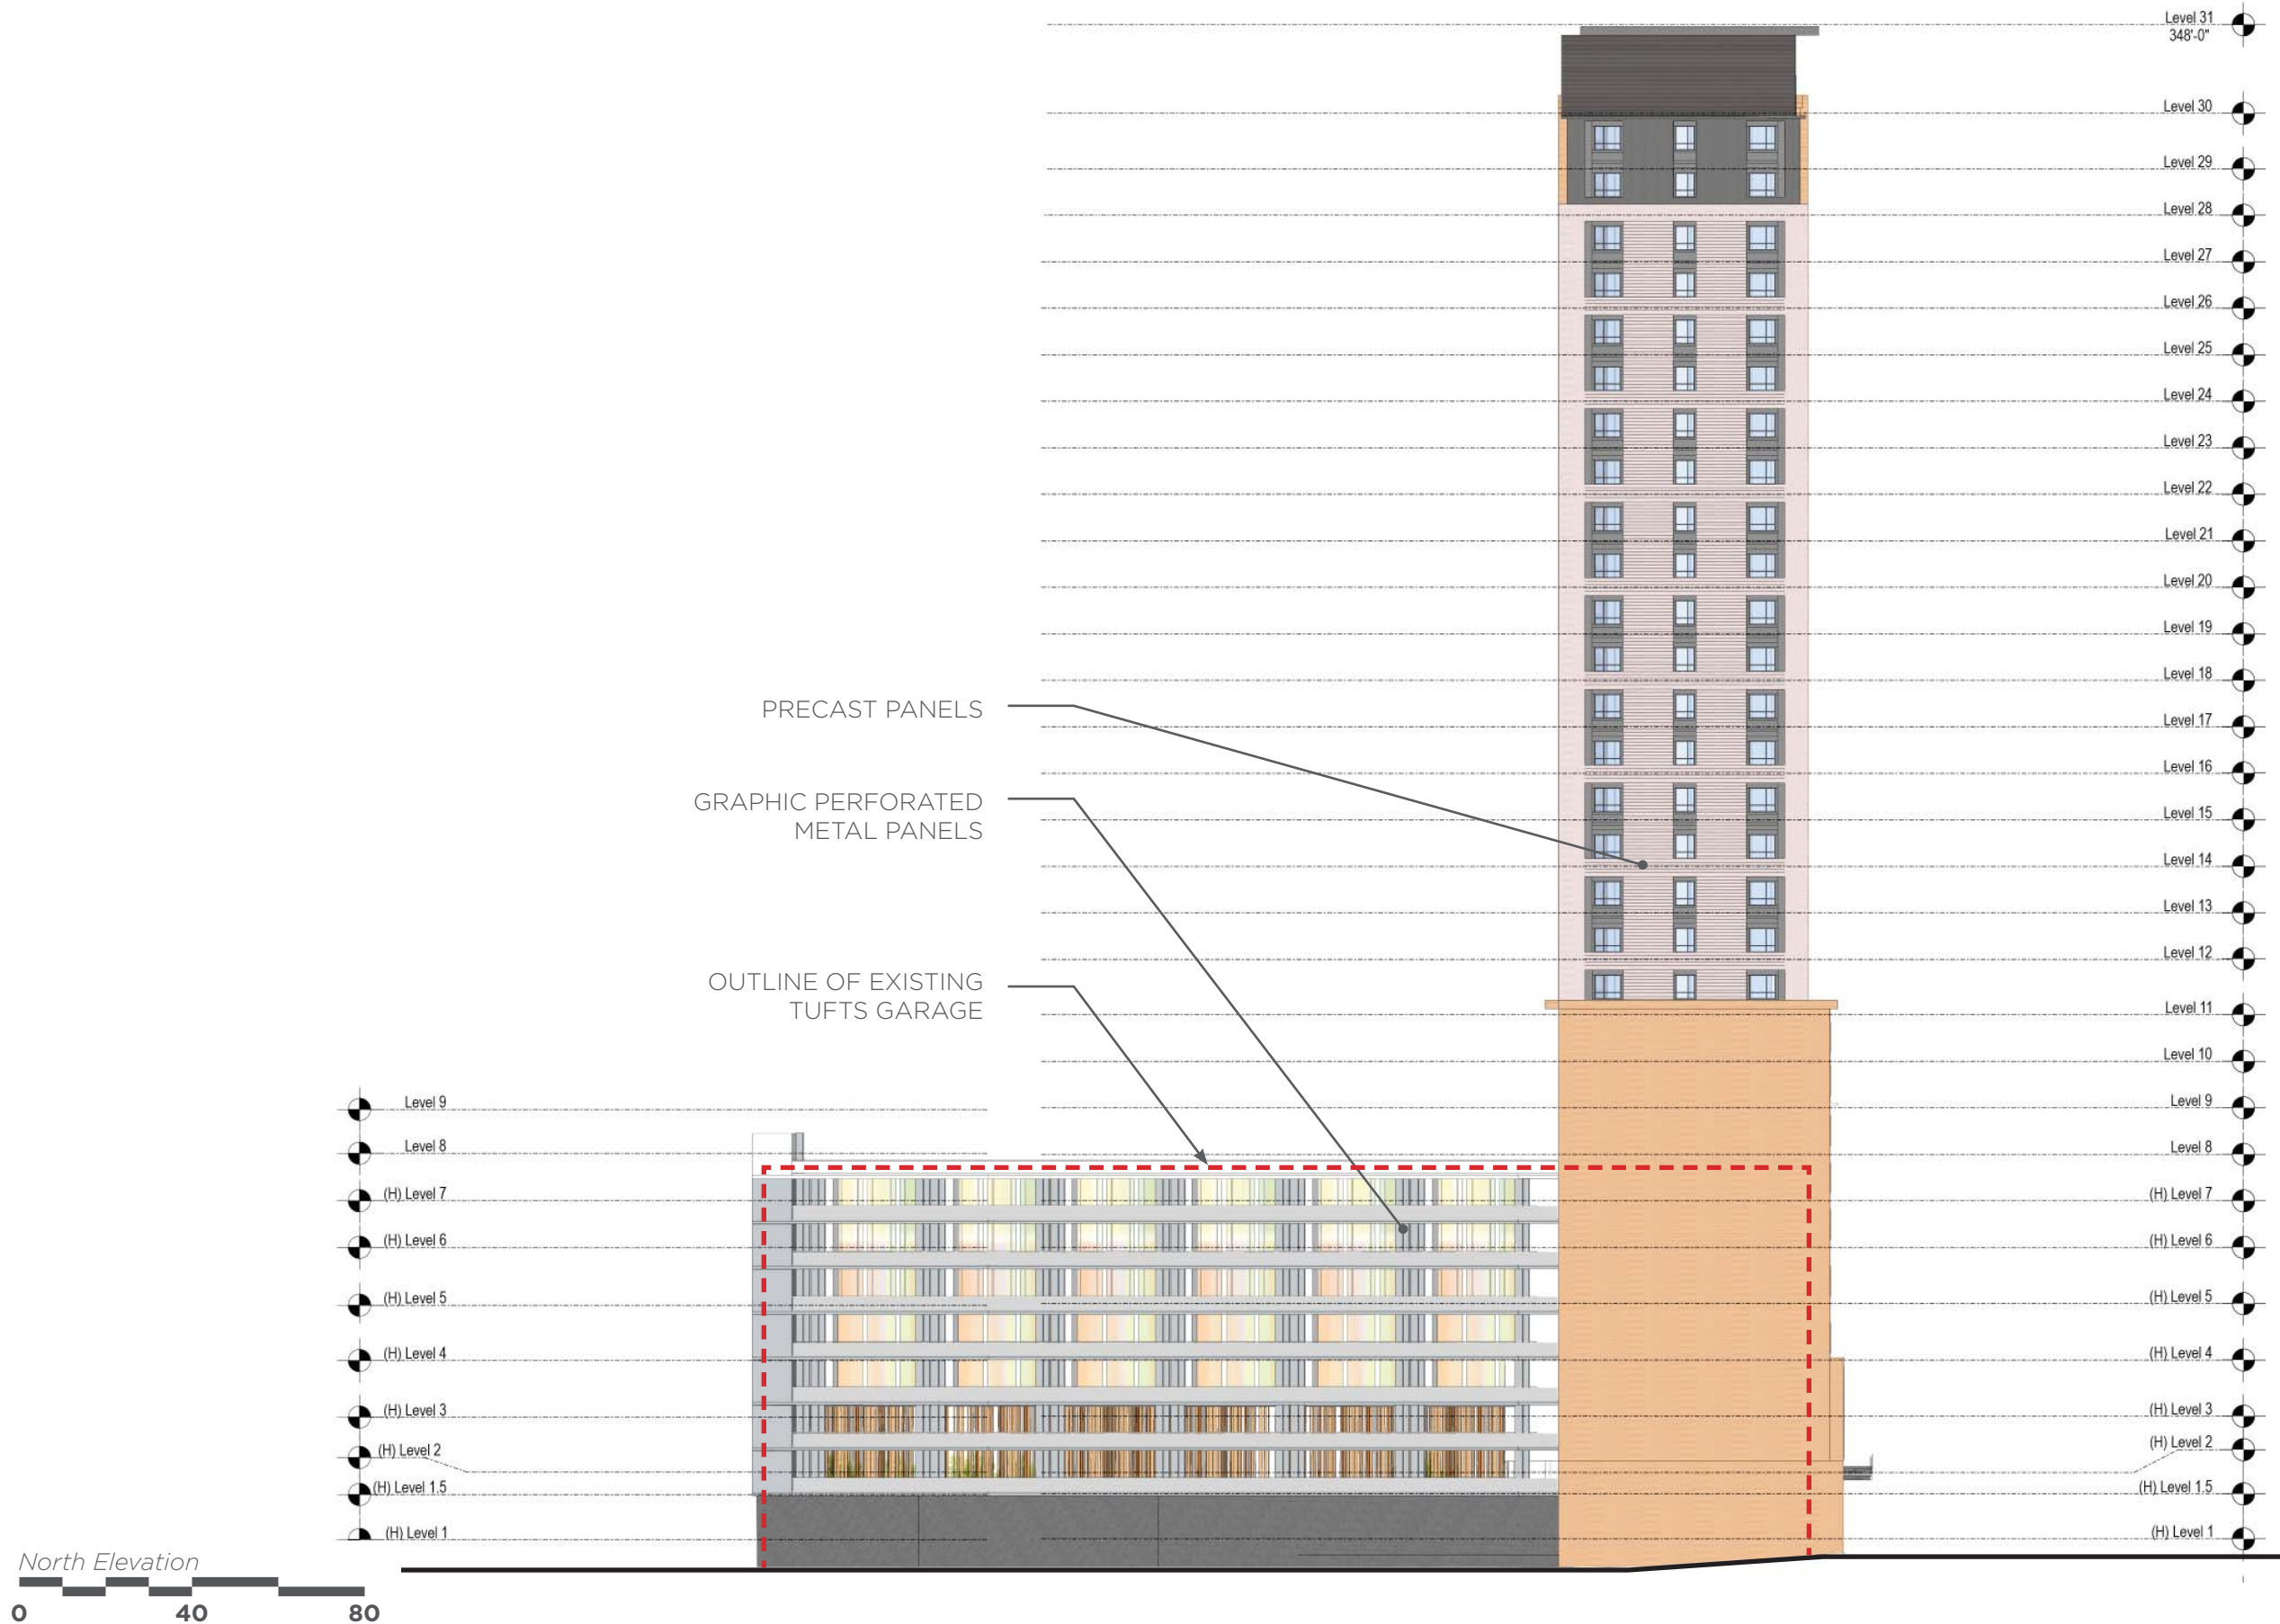 Level 31
348'-0"
Level 30
Level 29
Level 28
Level 27
Level 26
Level 25
Level 24
Level 23
Level 22
Level 21
Level 20
Level 19
Level 18
Level 17
Level 16
Level 15
Level 14
Level 13
Level 12
Level 11
Level 10
Level 9
Level 8
(H) Level 7
(H) Level 6
(H) Level 5
(H) Level 4
(H) Level 3
(H) Level 2
(H) Level 1.5
(H) Level 1
PRECAST PANELS
GRAPHIC PERFORATED
METAL PANELS
OUTLINE OF EXISTING
TUFTS GARAGE
Level 9
Level 8
(H) Level 7
(H) Level 6
(H) Level 5
(H) Level 4
(H) Level 3
(H) Level 2
(H) Level 1.5
(H) Level 1
North Elevation
0 40 80